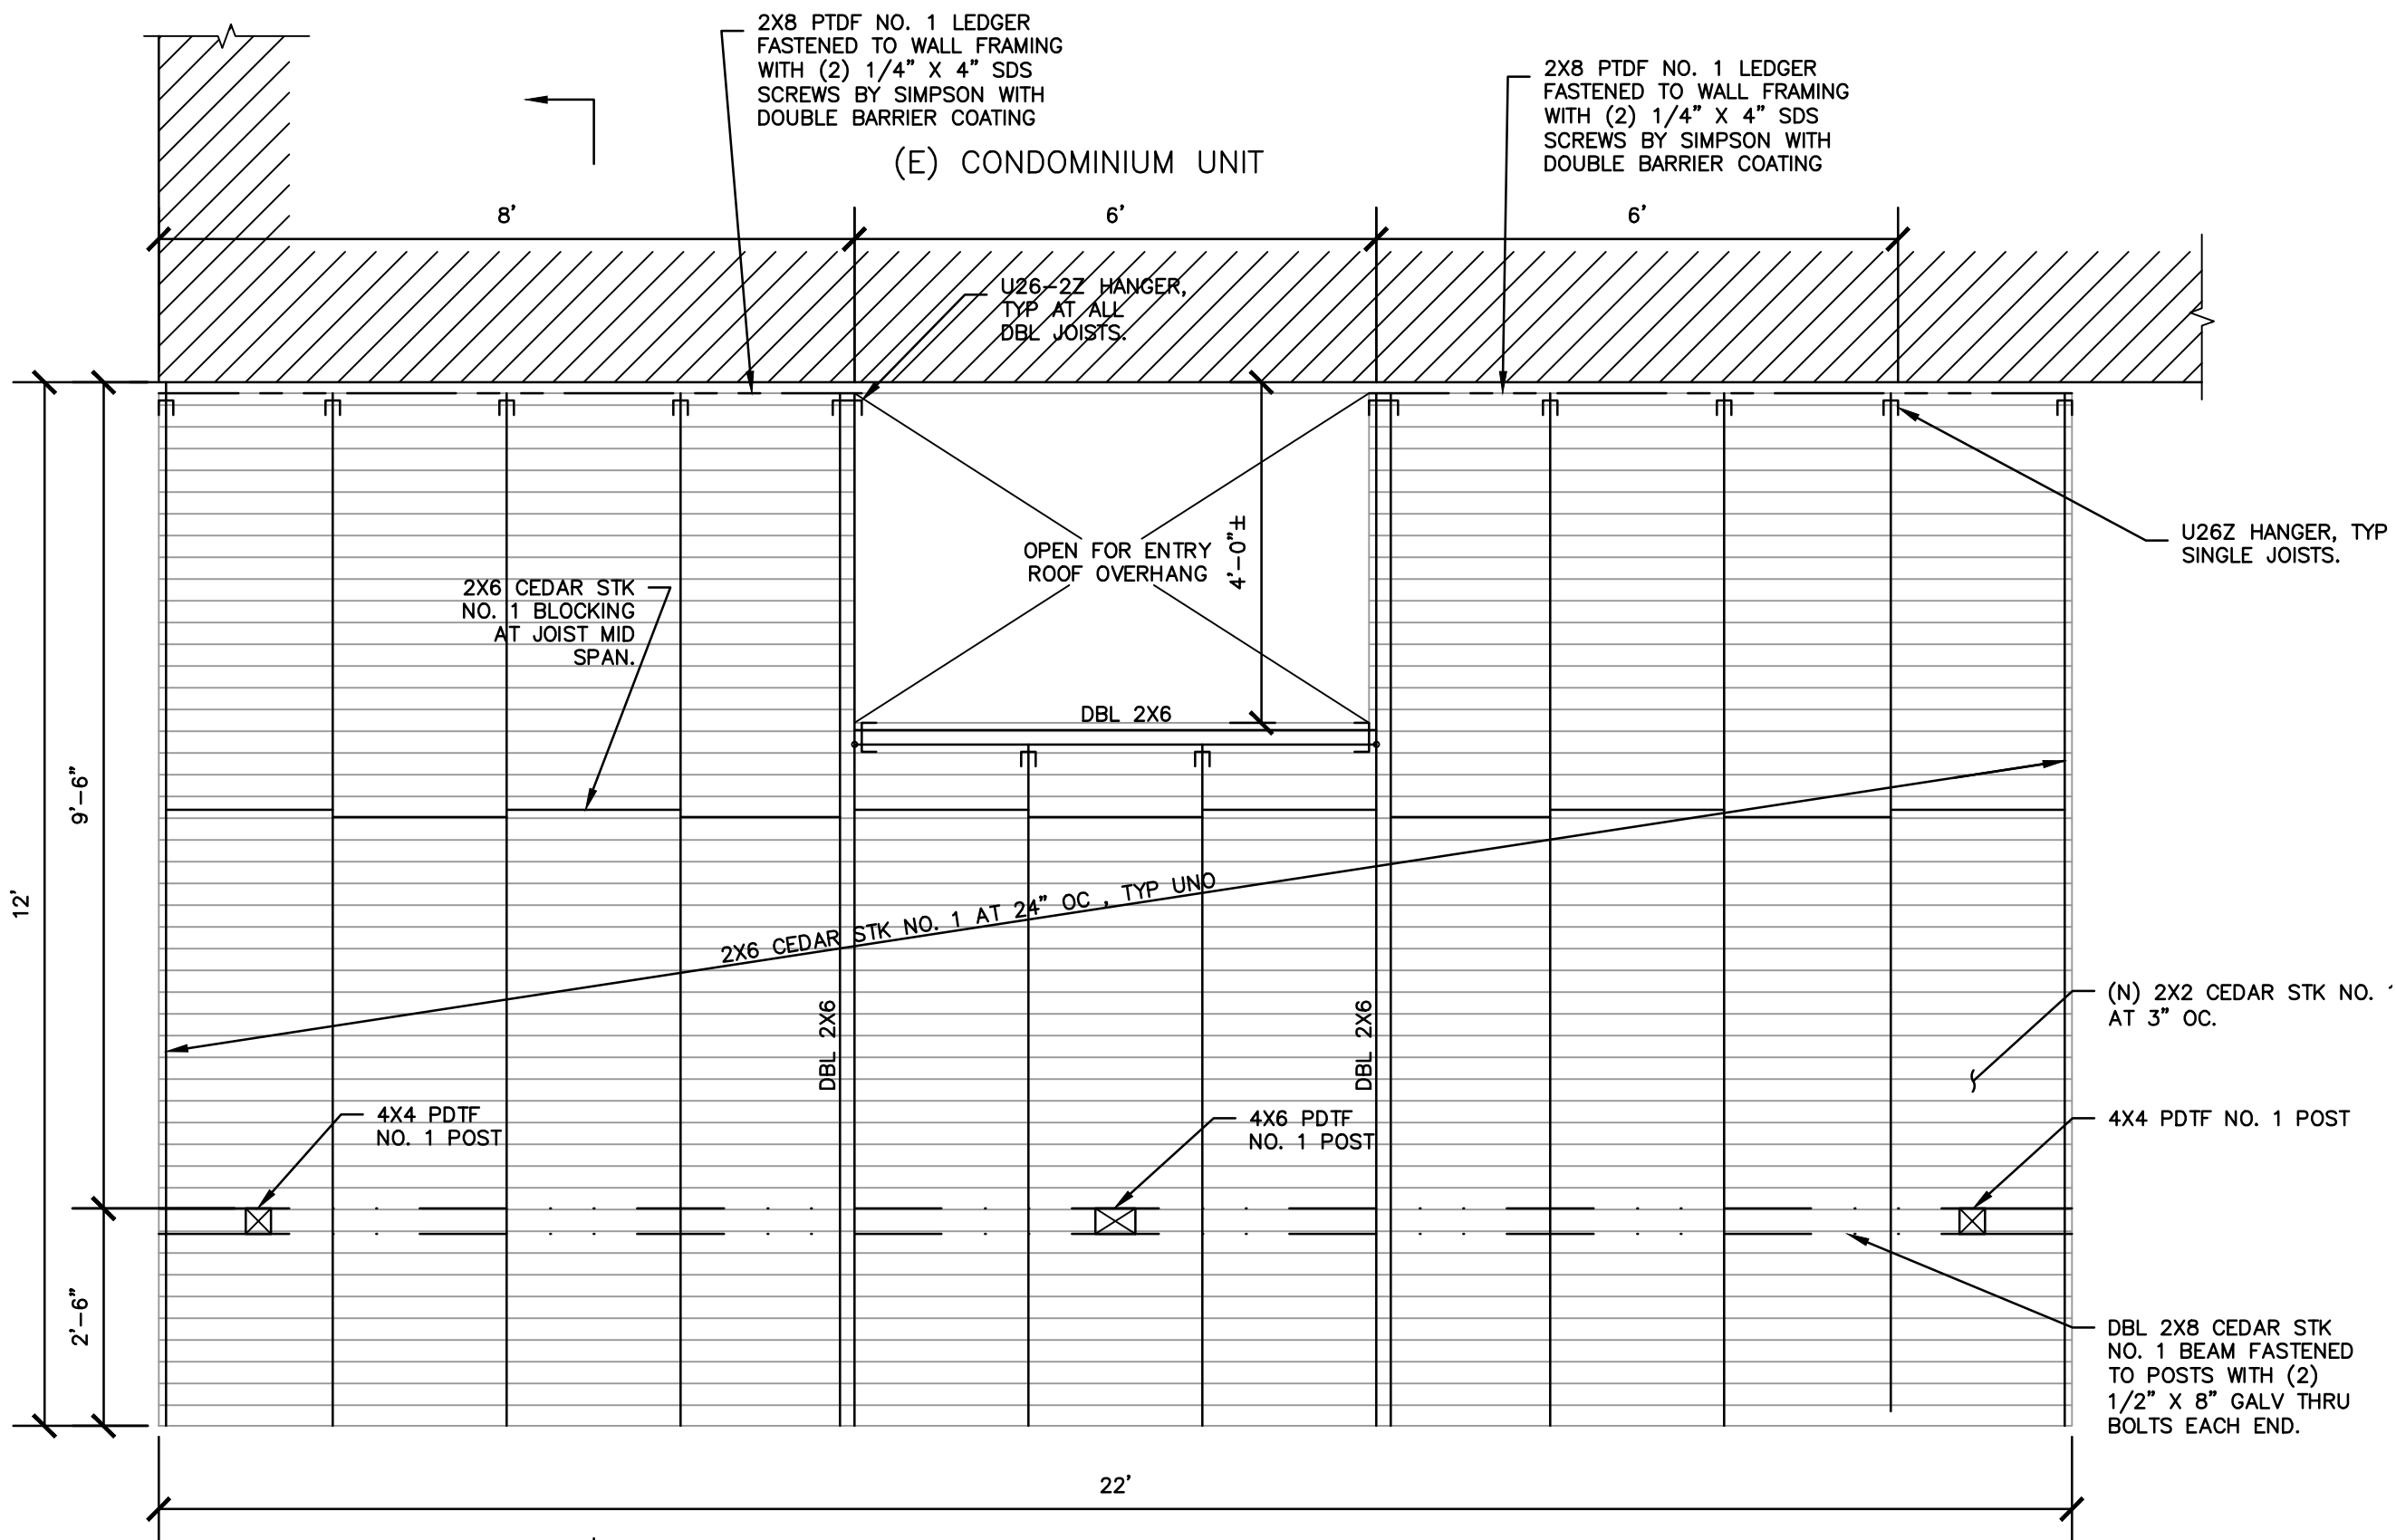 2X8 PTDF NO. 1 LEDGER
FASTENED TO WALL FRAMING
WITH (2) 1/4" X 4" SDS
SCREWS BY SIMPSON WITH
DOUBLE BARRIER COATING
2X8 PTDF NO. 1 LEDGER
FASTENED TO WALL FRAMING
WITH (2) 1/4" X 4" SDS
SCREWS BY SIMPSON WITH
DOUBLE BARRIER COATING
(E) CONDOMINIUM UNIT
8'
6'
6'
U26-2Z HANGER,
TYP AT ALL
DBL JOISTS.
OPEN FOR ENTRY
ROOF OVERHANG
4'-0"±
U26Z HANGER, TYP
SINGLE JOISTS.
2X6 CEDAR STK
NO. 1 BLOCKING
AT JOIST MID
SPAN.
DBL 2X6
9'-6"
12'
2X6 CEDAR STK NO. 1 AT 24" OC , TYP UNO
DBL 2X6
DBL 2X6
(N) 2X2 CEDAR STK NO.
AT 3" OC.
4X4 PDTF
NO. 1 POST
4X6 PDTF
NO. 1 POST
4X4 PDTF NO. 1 POST
2'-6"
DBL 2X8 CEDAR STK
NO. 1 BEAM FASTENED
TO POSTS WITH (2)
1/2" X 8" GALV THRU
BOLTS EACH END.
22'